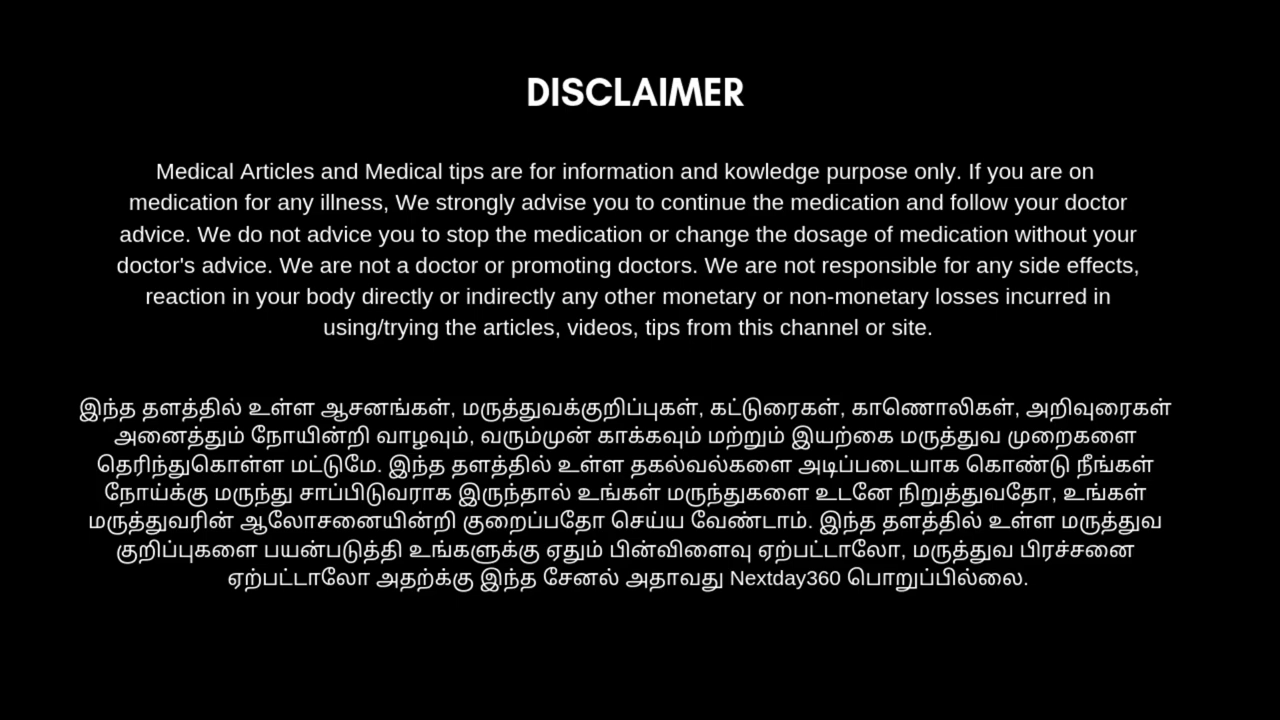 DISCLAIMER
Medical Articles and Medical tips are for information and kowledge purpose only. If you are on
medication for any illness, We strongly advise you to continue the medication and follow your doctor
advice. We do not advice you to stop the medication or change the dosage of medication without your
doctor's advice. We are not a doctor or promoting doctors. We are not responsible for any side effects,
reaction in your body directly or indirectly any other monetary or non-monetary losses incurred in
using/trying the articles, videos, tips from this channel or site.
இந்த தளத்தில் உள்ள ஆசனங்கள், மருத்துவக்குறிப்புகள், கட்டுரைகள், காணொலிகள், அறிவுரைகள்
அனைத்தும் நோயின்றி வாழவும், வரும்முன் காக்கவும் மற்றும் இயற்கை மருத்துவ முறைகளை
தெரிந்துகொள்ள மட்டுமே. இந்த தளத்தில் உள்ள தகல்வல்களை அடிப்படையாக கொண்டு நீங்கள்
நோய்க்கு மருந்து சாப்பிடுவராக இருந்தால் உங்கள் மருந்துகளை உடனே நிறுத்துவதோ, உங்கள்
மருத்துவரின் ஆலோசனையின்றி குறைப்பதோ செய்ய வேண்டாம். இந்த தளத்தில் உள்ள மருத்துவ
குறிப்புகளை பயன்படுத்தி உங்களுக்கு ஏதும் பின்விளைவு ஏற்பட்டாலோ, மருத்துவ பிரச்சனை
ஏற்பட்டாலோ அதற்க்கு இந்த சேனல் அதாவது Nextday360 பொறுப்பில்லை.